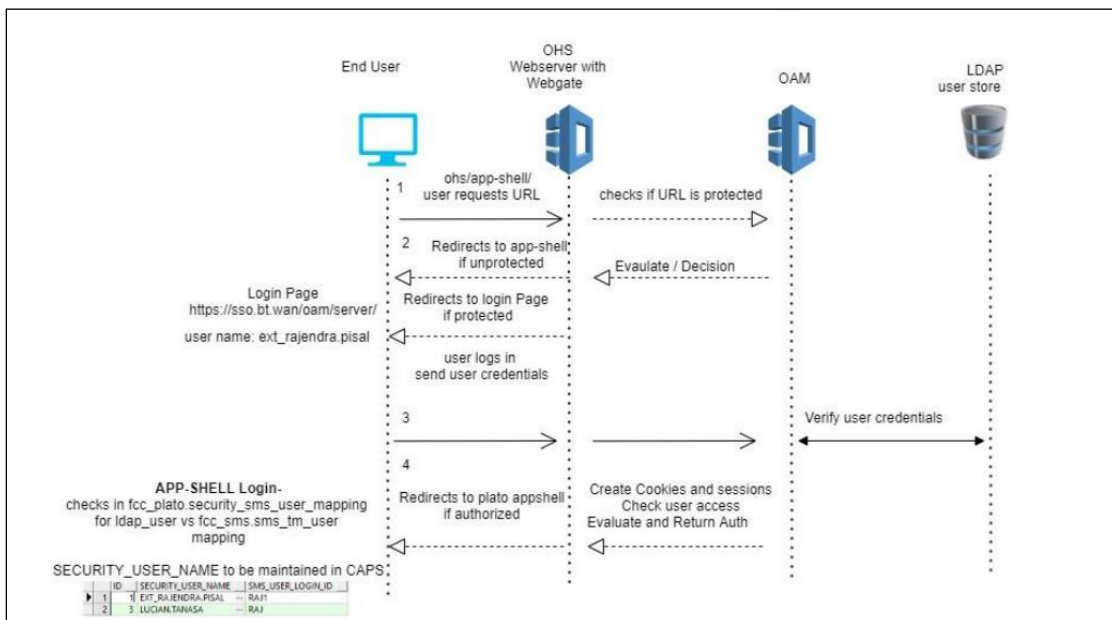 End User
OHS
Webserver with
Webgate
OAM
LDAP
user store
1
ohs/app-shell/
user requests URL
checks if URL is protected
2
Redirects to app-shell
if unprotected
Evaulate / Decision
Login Page
https://sso.bt.wan/oam/server/
user name: ext_rajendra.pisal
Redirects to login Page
if protected
user logs in
send user credentials
3
Verify user credentials
4
APP-SHELL Login-
checks in fcc_plato.security_sms_user_mapping
for ldap_user vs fcc_sms.sms_tm_user
mapping
Redirects to plato appshell
if authorized
Create Cookies and sessions
Check user access
Evaluate and Return Auth
SECURITY_USER_NAME to be maintained in CAPS
ID SECURITY_USER_NAME SMS_USER_LOGIN_ID
1 1 EXT_RAJENDRA.PISAL ... RAJ1
2 3 LUCIAN.TANASA ... RAJ